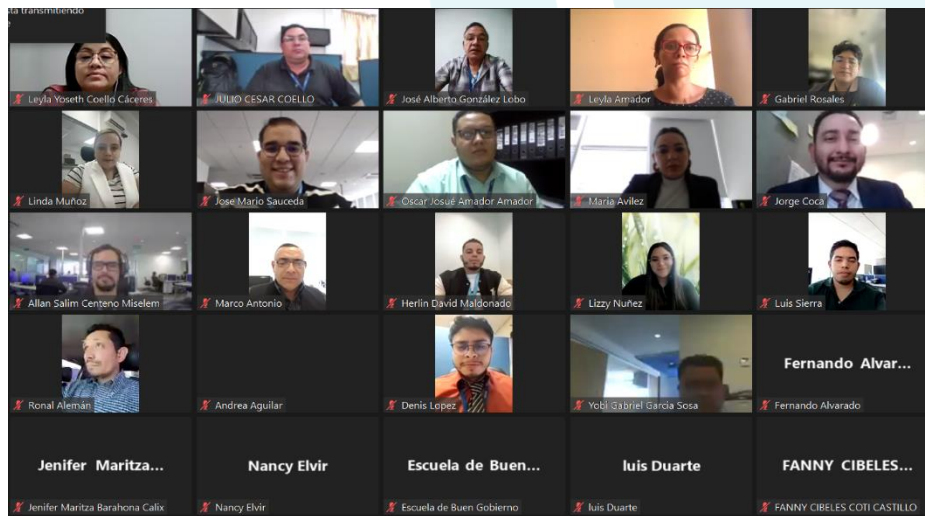 sta transmitiendo
Leyla Yoseth Coello Cáceres
JULIO CESAR COELLO
José Alberto González Lobo
Leyla Amador
Gabriel Rosales
Linda Muñoz
Jose Mario Sauceda
Oscar Josué Amador Amador
Maria Avilez
Jorge Coca
Allan Salim Centeno Miselem
Marco Antonio
Herlin David Maldonado
Lizzy Nuñez
Luis Sierra
Ronal Alemán
Andrea Aguilar
Denis Lopez
Yobi Gabriel Garcia Sosa
Fernando Alvar...
Fernando Alvarado
Jenifer Maritza...
Nancy Elvir
Escuela de Buen...
luis Duarte
FANNY CIBELES...
Jenifer Maritza Barahona Calix
Nancy Elvir
Escuela de Buen Gobierno
luis Duarte
FANNY CIBELES COTI CASTILLO